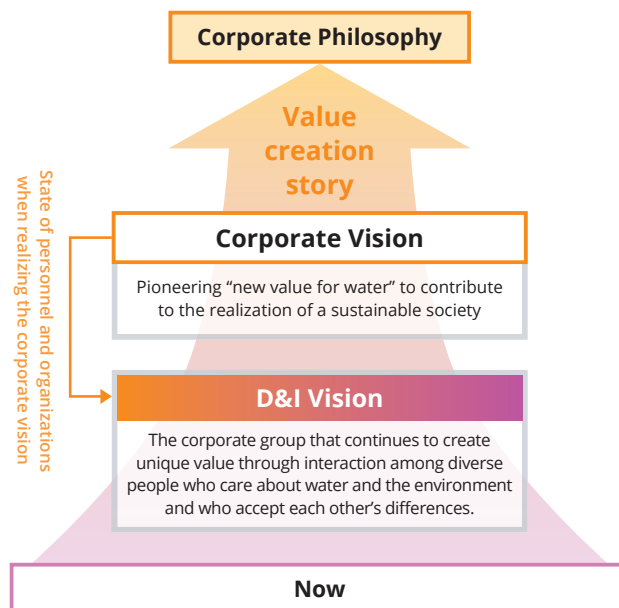 Corporate Philosophy
Value
creation
story
State of personnel and organizations
when realizing the corporate vision
Corporate Vision
Pioneering “new value for water” to contribute
to the realization of a sustainable society
D&I Vision
The corporate group that continues to create
unique value through interaction among diverse
people who care about water and the environment
and who accept each other’s differences.
Now